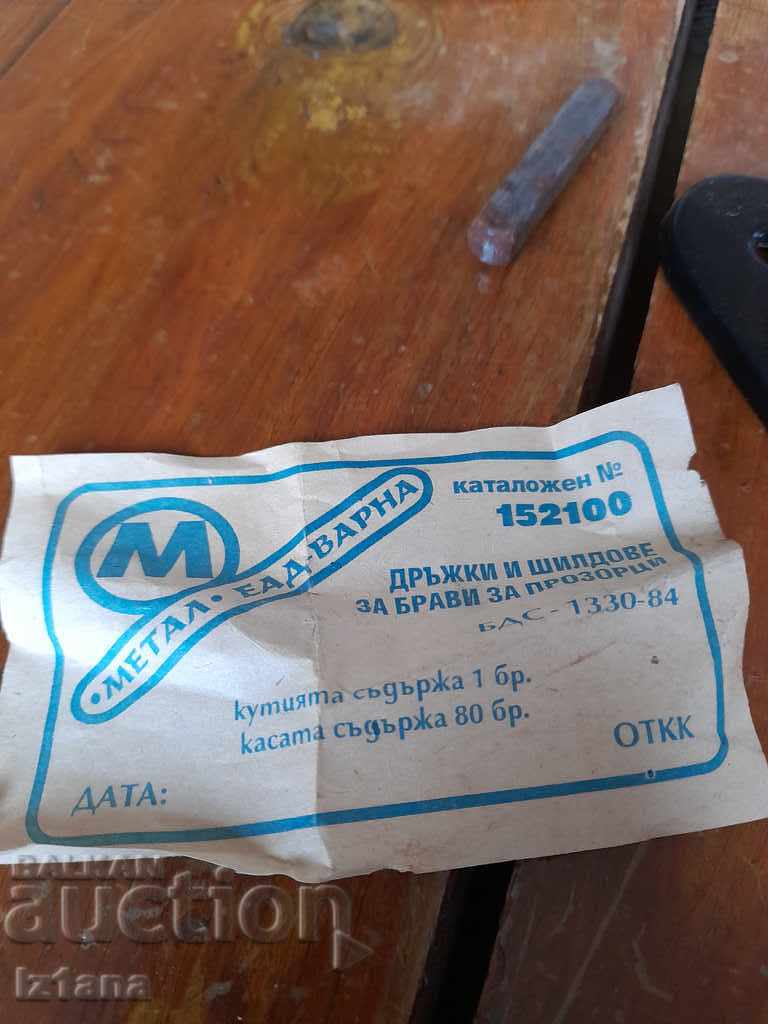 М
•МЕТАЛ• ЕАД-ВАРНА
каталожен №
152100
ДРЪЖКИ И ШИЛДОВЕ
ЗА БРАВИ ЗА ПРОЗОРЦИ
БДС - 1330-84
кутията съдържа 1 бр.
касата съдържа 80 бр.
ДАТА:
ОТКК
BALKAN
auction
Iz1ana